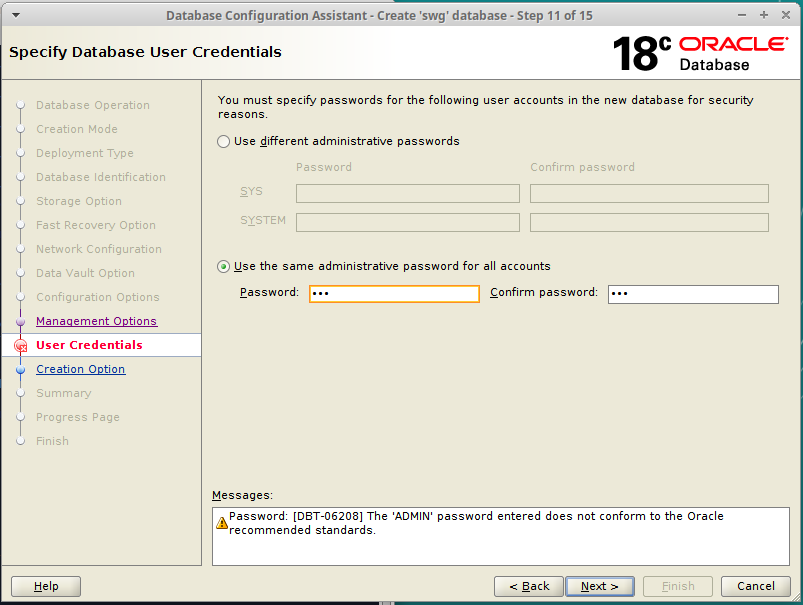 Database Configuration Assistant - Create 'swg' database - Step 11 of 15
Specify Database User Credentials
18c ORACLE
Database
Database Operation
Creation Mode
Deployment Type
Database Identification
Storage Option
Fast Recovery Option
Network Configuration
Data Vault Option
Configuration Options
Management Options
User Credentials
Creation Option
Summary
Progress Page
Finish
You must specify passwords for the following user accounts in the new database for security
reasons.
Use different administrative passwords
Password Confirm password
SYS
SYSTEM
Use the same administrative password for all accounts
Password: ••• Confirm password: •••
Messages:
Password: [DBT-06208] The 'ADMIN' password entered does not conform to the Oracle
recommended standards.
Help < Back Next > Finish Cancel